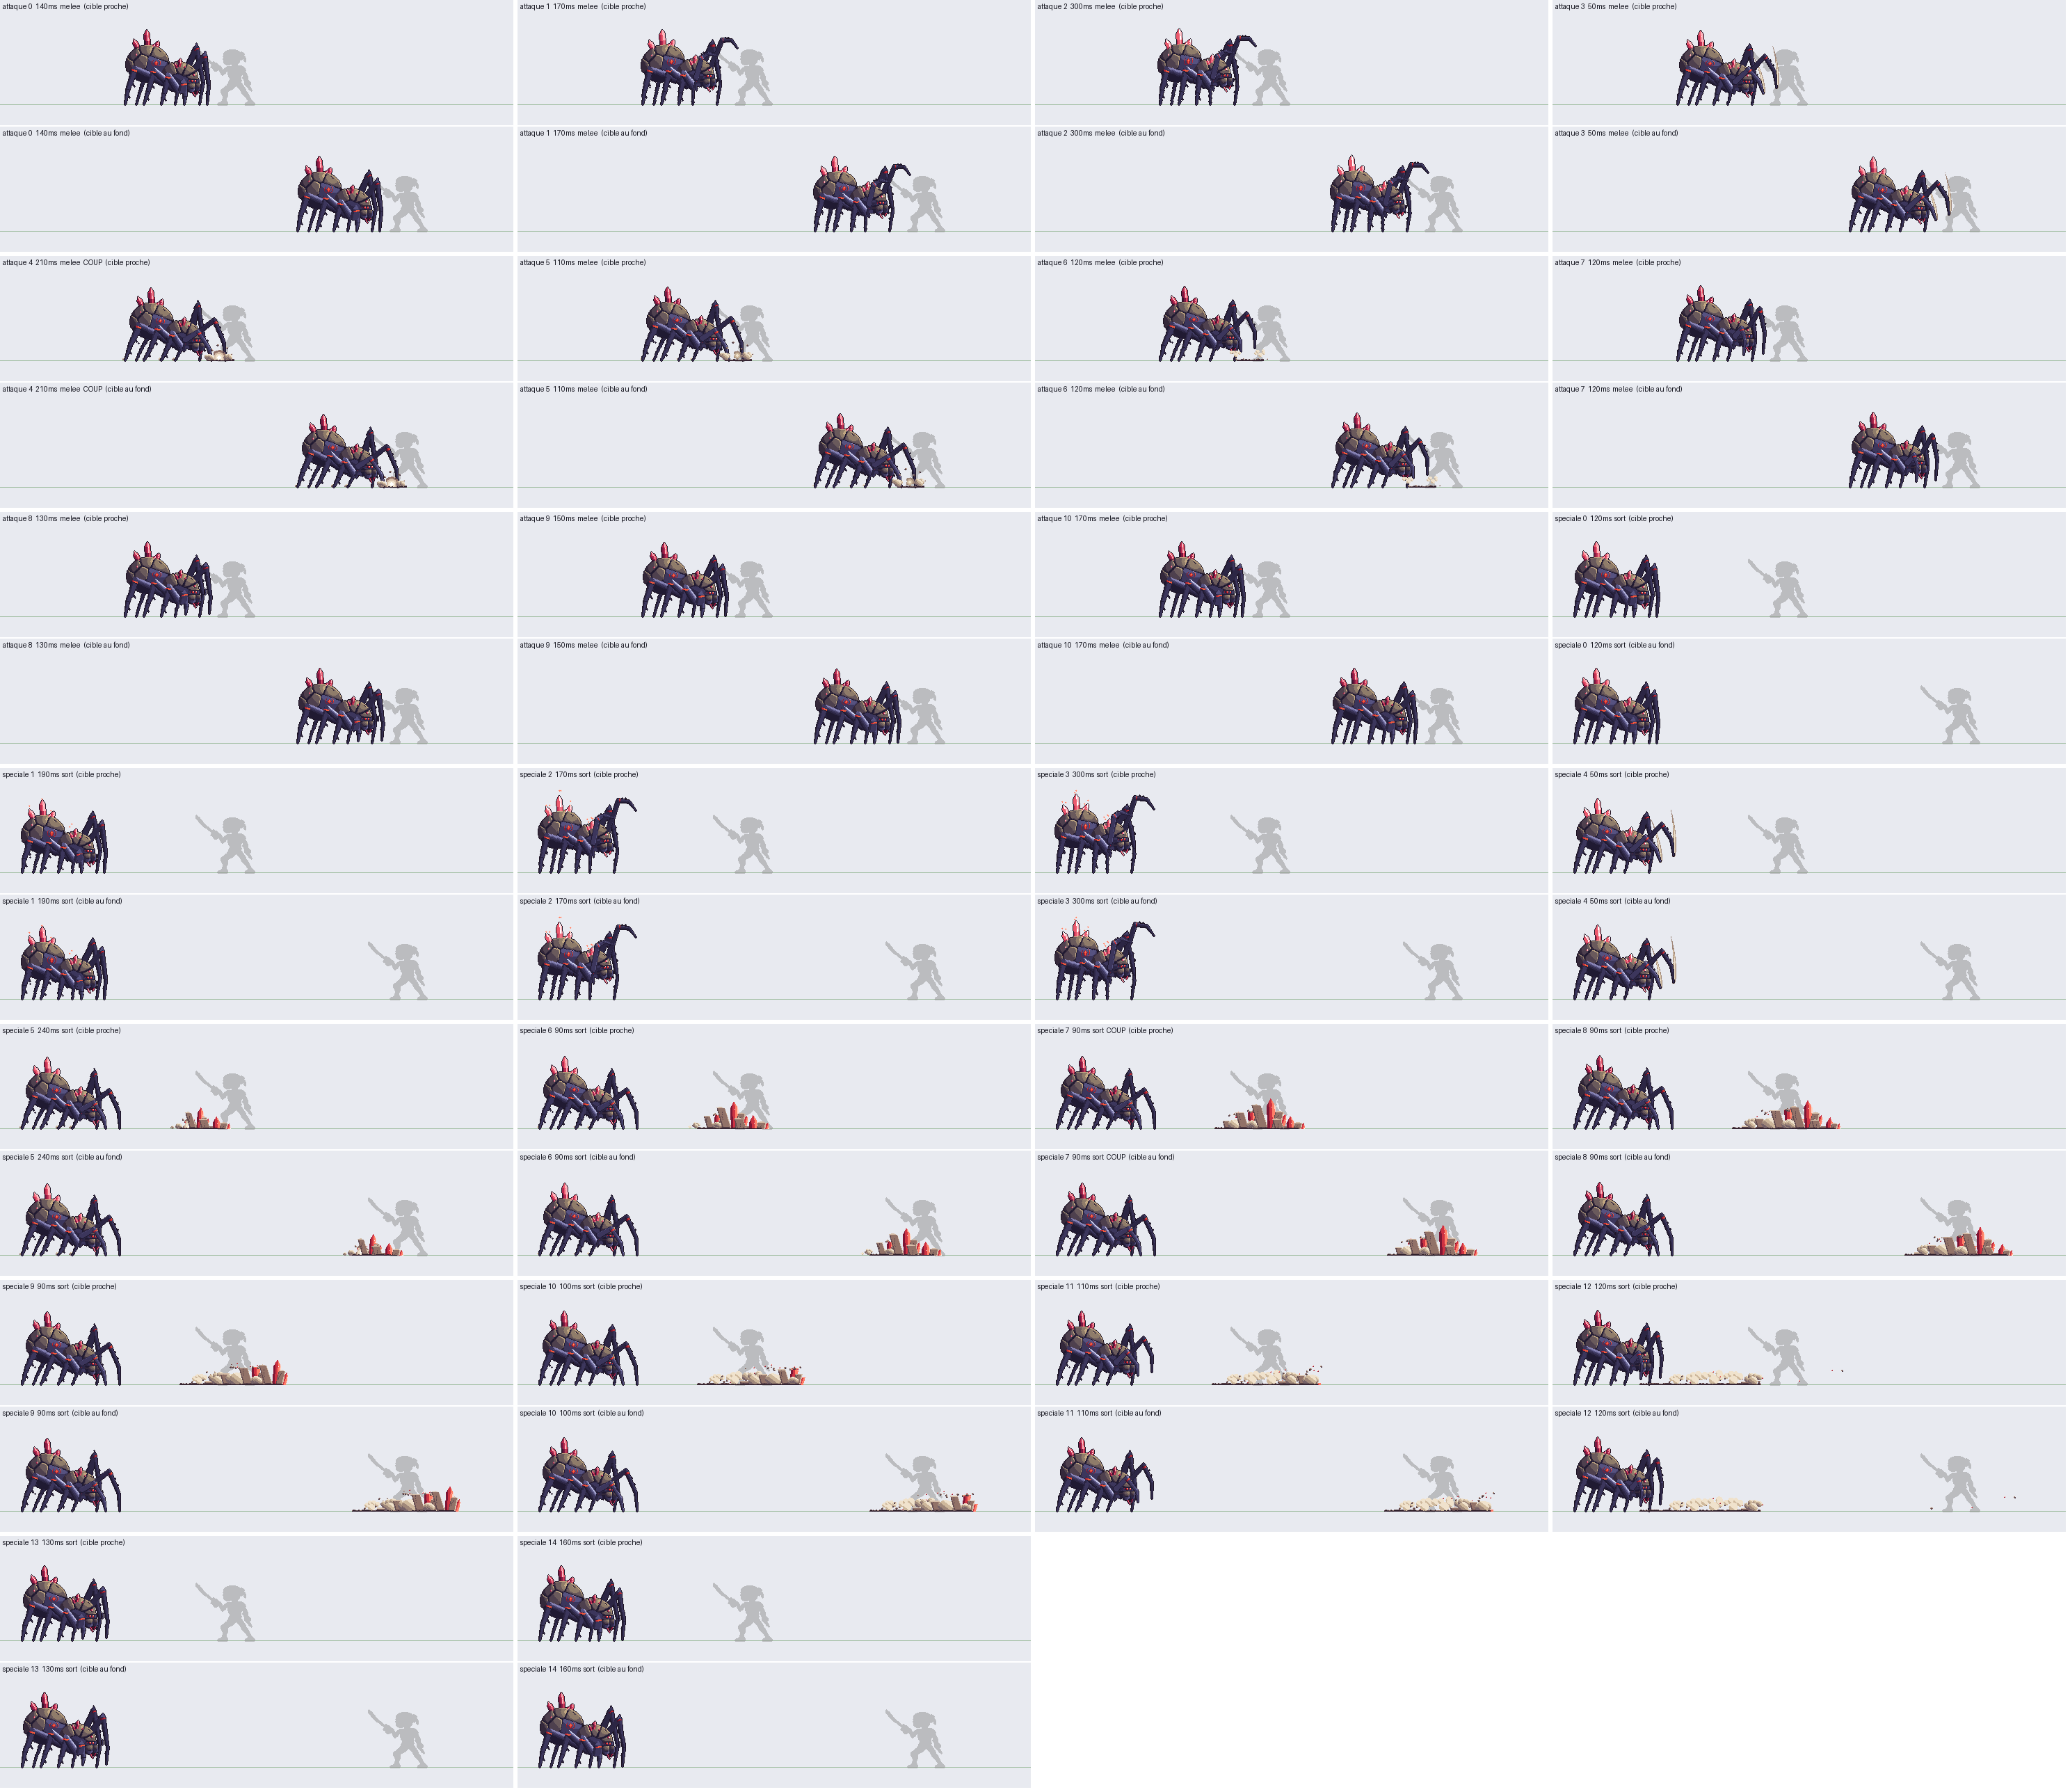 attaque 0 140ms melee (cible proche)
attaque 1 170ms melee (cible proche)
attaque 2 300ms melee (cible proche)
attaque 3 50ms melee (cible proche)
attaque 0 140ms melee (cible au fond)
attaque 1 170ms melee (cible au fond)
attaque 2 300ms melee (cible au fond)
attaque 3 50ms melee (cible au fond)
attaque 4 210ms melee COUP (cible proche)
attaque 5 110ms melee (cible proche)
attaque 6 120ms melee (cible proche)
attaque 7 120ms melee (cible proche)
attaque 4 210ms melee COUP (cible au fond)
attaque 5 110ms melee (cible au fond)
attaque 6 120ms melee (cible au fond)
attaque 7 120ms melee (cible au fond)
attaque 8 130ms melee (cible proche)
attaque 9 150ms melee (cible proche)
attaque 10 170ms melee (cible proche)
speciale 0 120ms sort (cible proche)
attaque 8 130ms melee (cible au fond)
attaque 9 150ms melee (cible au fond)
attaque 10 170ms melee (cible au fond)
speciale 0 120ms sort (cible au fond)
speciale 1 190ms sort (cible proche)
speciale 2 170ms sort (cible proche)
speciale 3 300ms sort (cible proche)
speciale 4 50ms sort (cible proche)
speciale 1 190ms sort (cible au fond)
speciale 2 170ms sort (cible au fond)
speciale 3 300ms sort (cible au fond)
speciale 4 50ms sort (cible au fond)
speciale 5 240ms sort (cible proche)
speciale 6 90ms sort (cible proche)
speciale 7 90ms sort COUP (cible proche)
speciale 8 90ms sort (cible proche)
speciale 5 240ms sort (cible au fond)
speciale 6 90ms sort (cible au fond)
speciale 7 90ms sort COUP (cible au fond)
speciale 8 90ms sort (cible au fond)
speciale 9 90ms sort (cible proche)
speciale 10 100ms sort (cible proche)
speciale 11 110ms sort (cible proche)
speciale 12 120ms sort (cible proche)
speciale 9 90ms sort (cible au fond)
speciale 10 100ms sort (cible au fond)
speciale 11 110ms sort (cible au fond)
speciale 12 120ms sort (cible au fond)
speciale 13 130ms sort (cible proche)
speciale 14 160ms sort (cible proche)
speciale 13 130ms sort (cible au fond)
speciale 14 160ms sort (cible au fond)